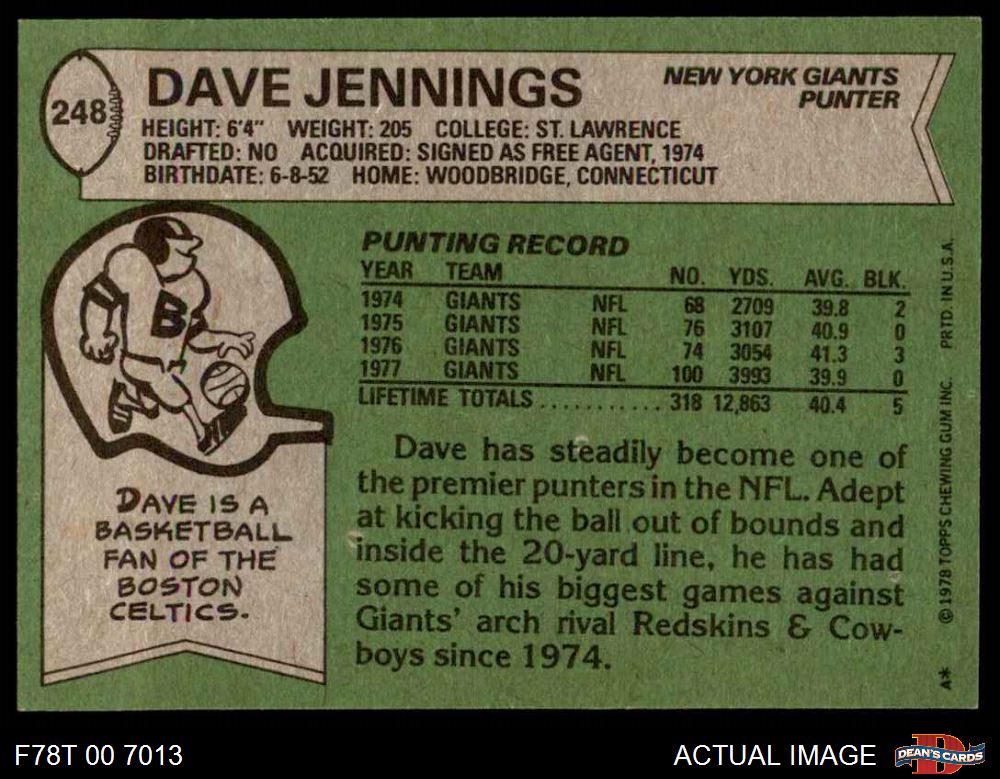 248
DAVE JENNINGS
NEW YORK GIANTS
PUNTER
HEIGHT: 6'4" WEIGHT: 205 COLLEGE: ST. LAWRENCE
DRAFTED: NO ACQUIRED: SIGNED AS FREE AGENT, 1974
BIRTHDATE: 6-8-52 HOME: WOODBRIDGE, CONNECTICUT
B
DAVE IS A
BASKETBALL
FAN OF THE
BOSTON
CELTICS.
PUNTING RECORD
YEAR TEAM NO. YDS. AVG. BLK.
1974 GIANTS NFL 68 2709 39.8 2
1975 GIANTS NFL 76 3107 40.9 0
1976 GIANTS NFL 74 3054 41.3 3
1977 GIANTS NFL 100 3993 39.9 0
LIFETIME TOTALS ........... 318 12,863 40.4 5
Dave has steadily become one of
the premier punters in the NFL. Adept
at kicking the ball out of bounds and
inside the 20-yard line, he has had
some of his biggest games against
Giants' arch rival Redskins & Cow-
boys since 1974.
A* © 1978 TOPPS CHEWING GUM INC. PRTD. IN U.S.A.
F78T 00 7013
ACTUAL IMAGE
D
DEAN'S CARDS